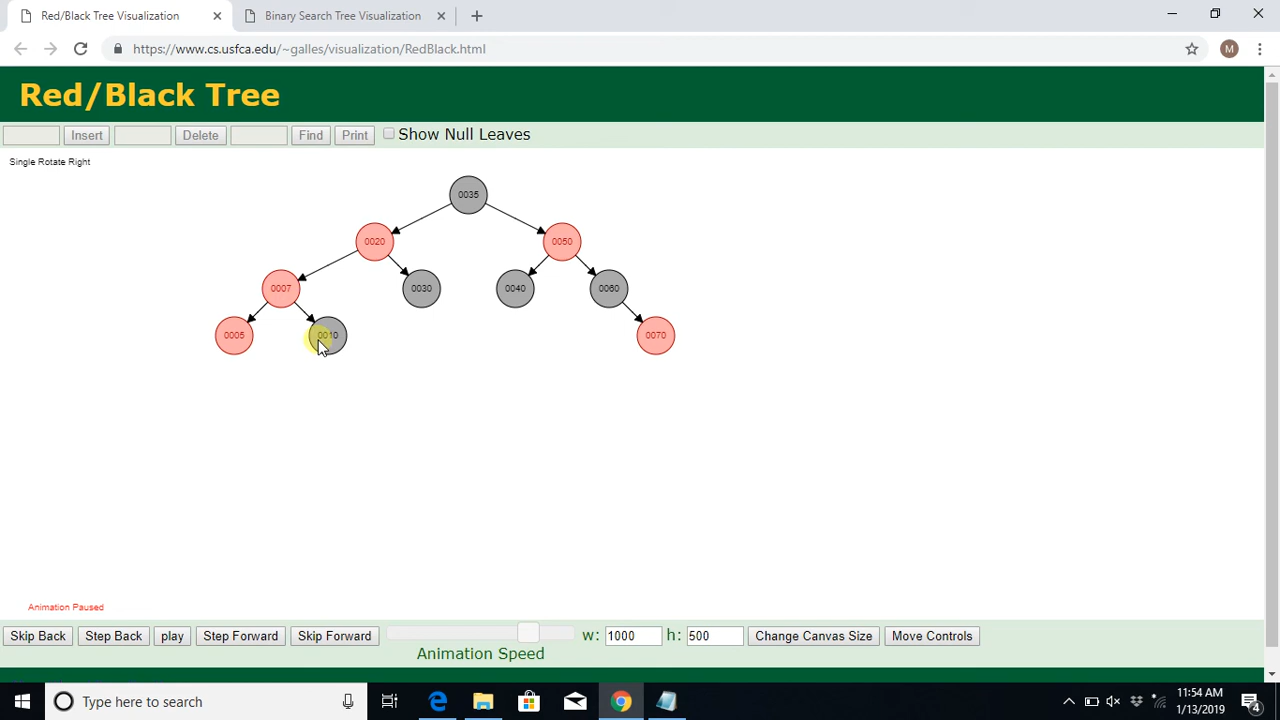 Red/Black Tree Visualization
Binary Search Tree Visualization
https://www.cs.usfca.edu/~galles/visualization/RedBlack.html
M
Red/Black Tree
Insert Delete Find Print Show Null Leaves
Single Rotate Right
0035
0020 0050
0007 0030 0040 0060
0005 0010 0070
Animation Paused
Skip Back Step Back play Step Forward Skip Forward w: 1000 h: 500 Change Canvas Size Move Controls
Animation Speed
Type here to search
11:54 AM
1/13/2019
4